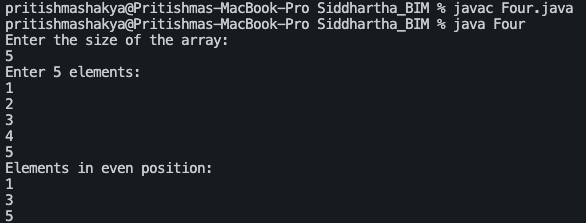 pritishmashakya@Pritishmas-MacBook-Pro Siddhartha_BIM % javac Four.java
pritishmashakya@Pritishmas-MacBook-Pro Siddhartha_BIM % java Four
Enter the size of the array:
5
Enter 5 elements:
1
2
3
4
5
Elements in even position:
1
3
5